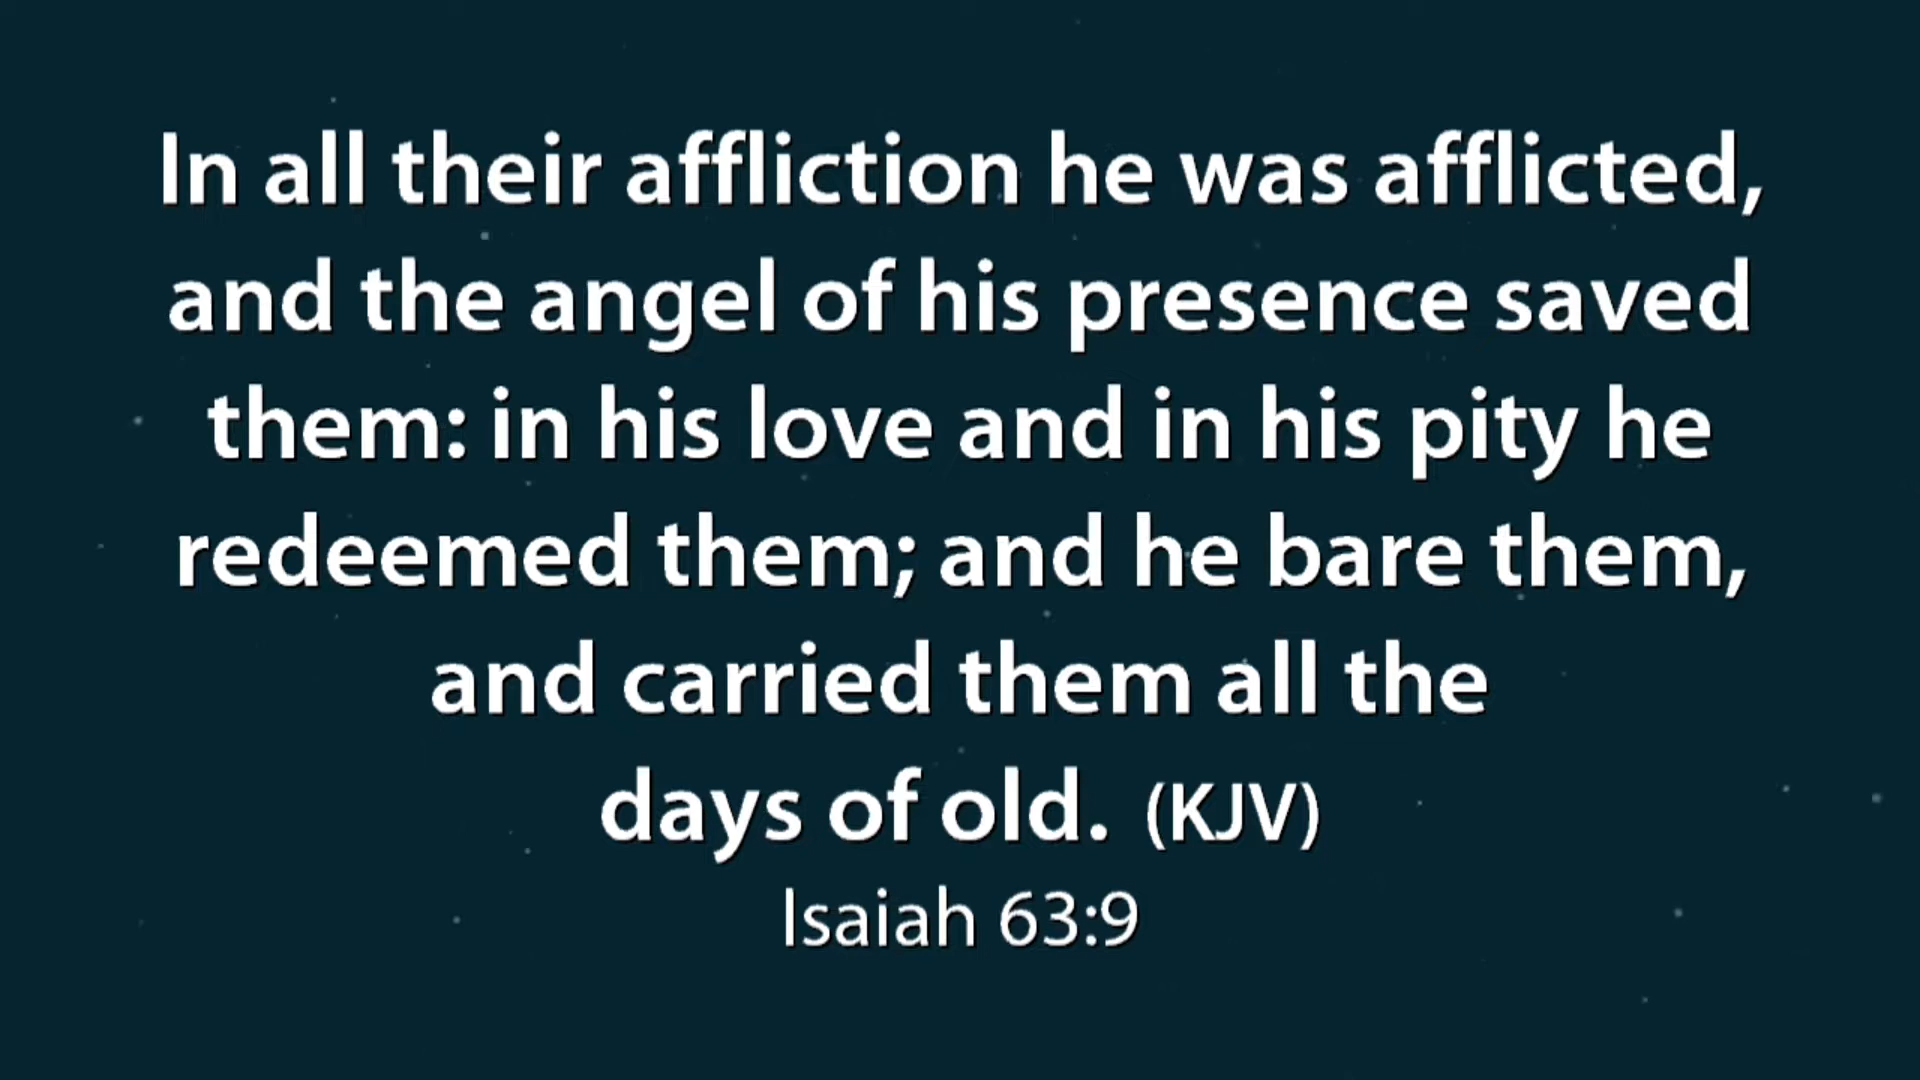 In all their affliction he was afflicted,
and the angel of his presence saved
them: in his love and in his pity he
redeemed them; and he bare them,
and carried them all the
days of old. (KJV)
Isaiah 63:9